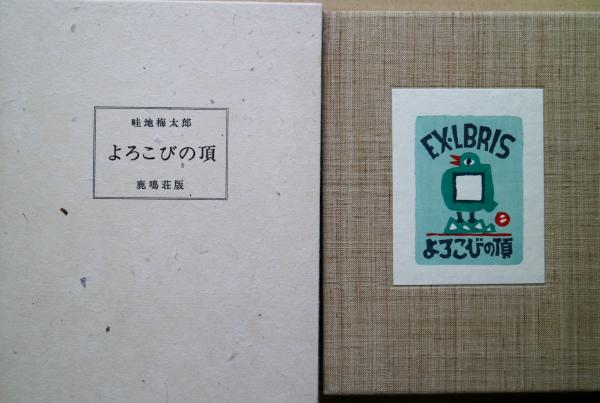 畦地梅太郎
よろこびの頂
鹿鳴荘版
EX·LBRIS
よろこびの頂